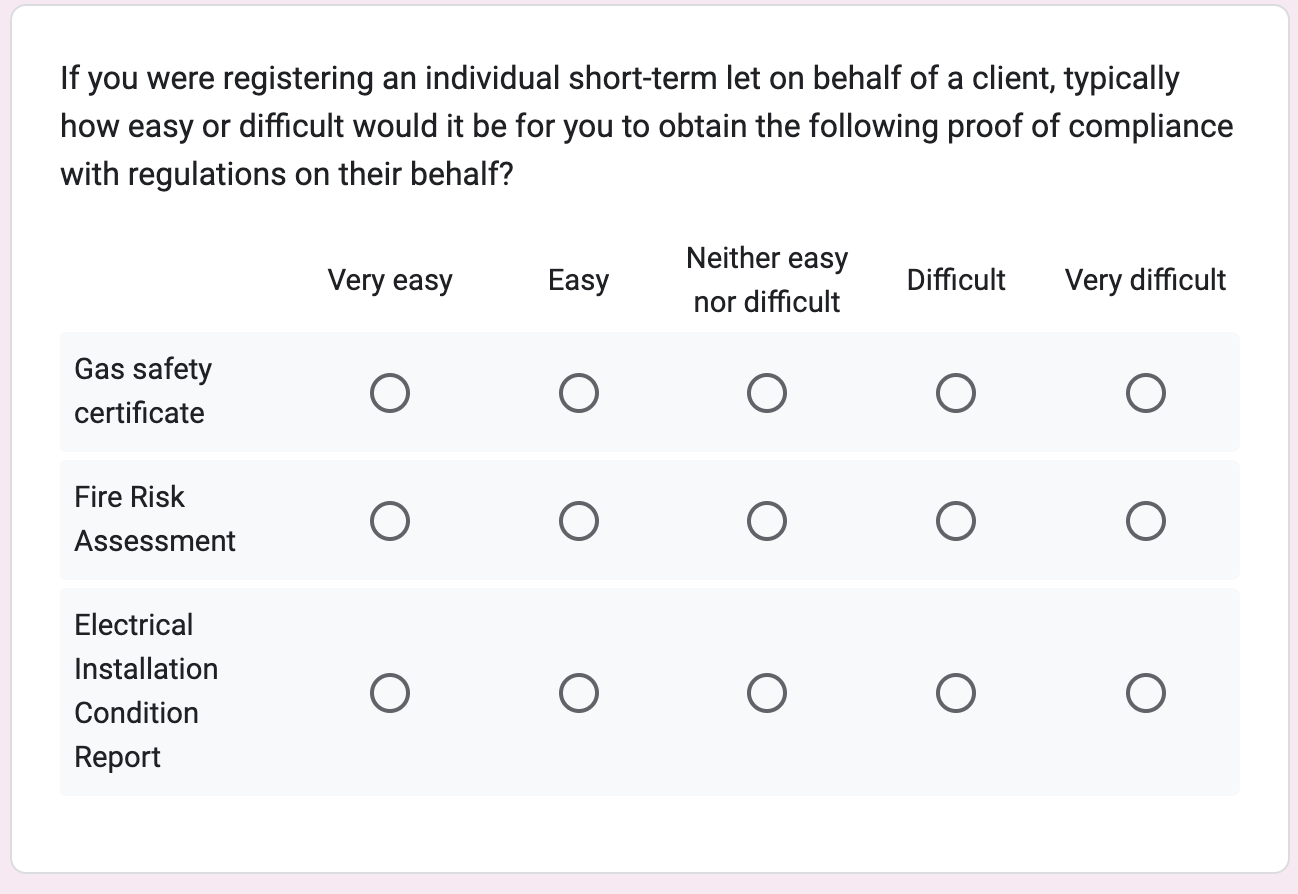 If you were registering an individual short-term let on behalf of a client, typically
how easy or difficult would it be for you to obtain the following proof of compliance
with regulations on their behalf?
Very easy
Easy
Neither easy
nor difficult
Difficult
Very difficult
Gas safety
certificate
Fire Risk
Assessment
Electrical
Installation
Condition
Report